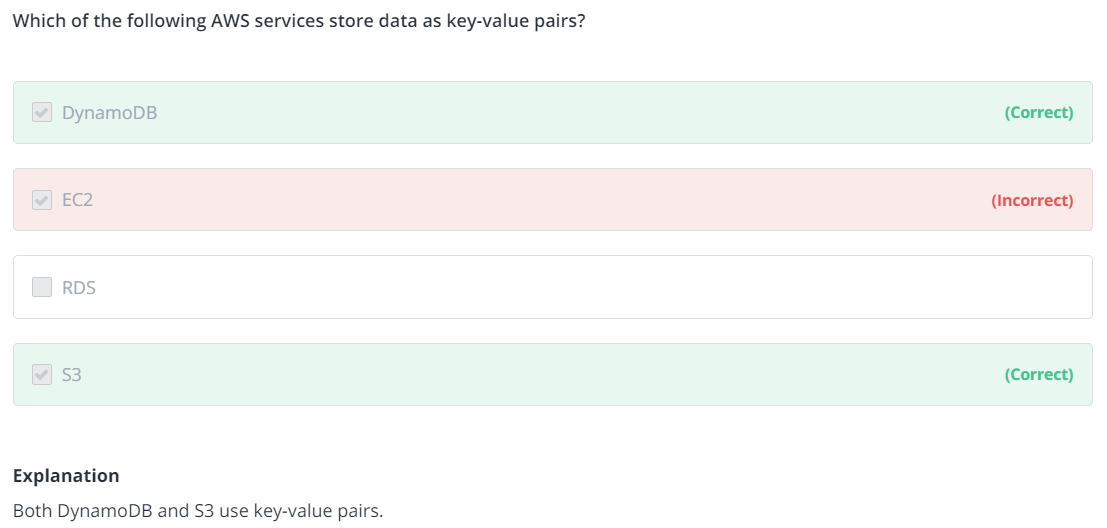 Which of the following AWS services store data as key-value pairs?
DynamoDB (Correct)
EC2 (Incorrect)
RDS
S3 (Correct)
Explanation
Both DynamoDB and S3 use key-value pairs.